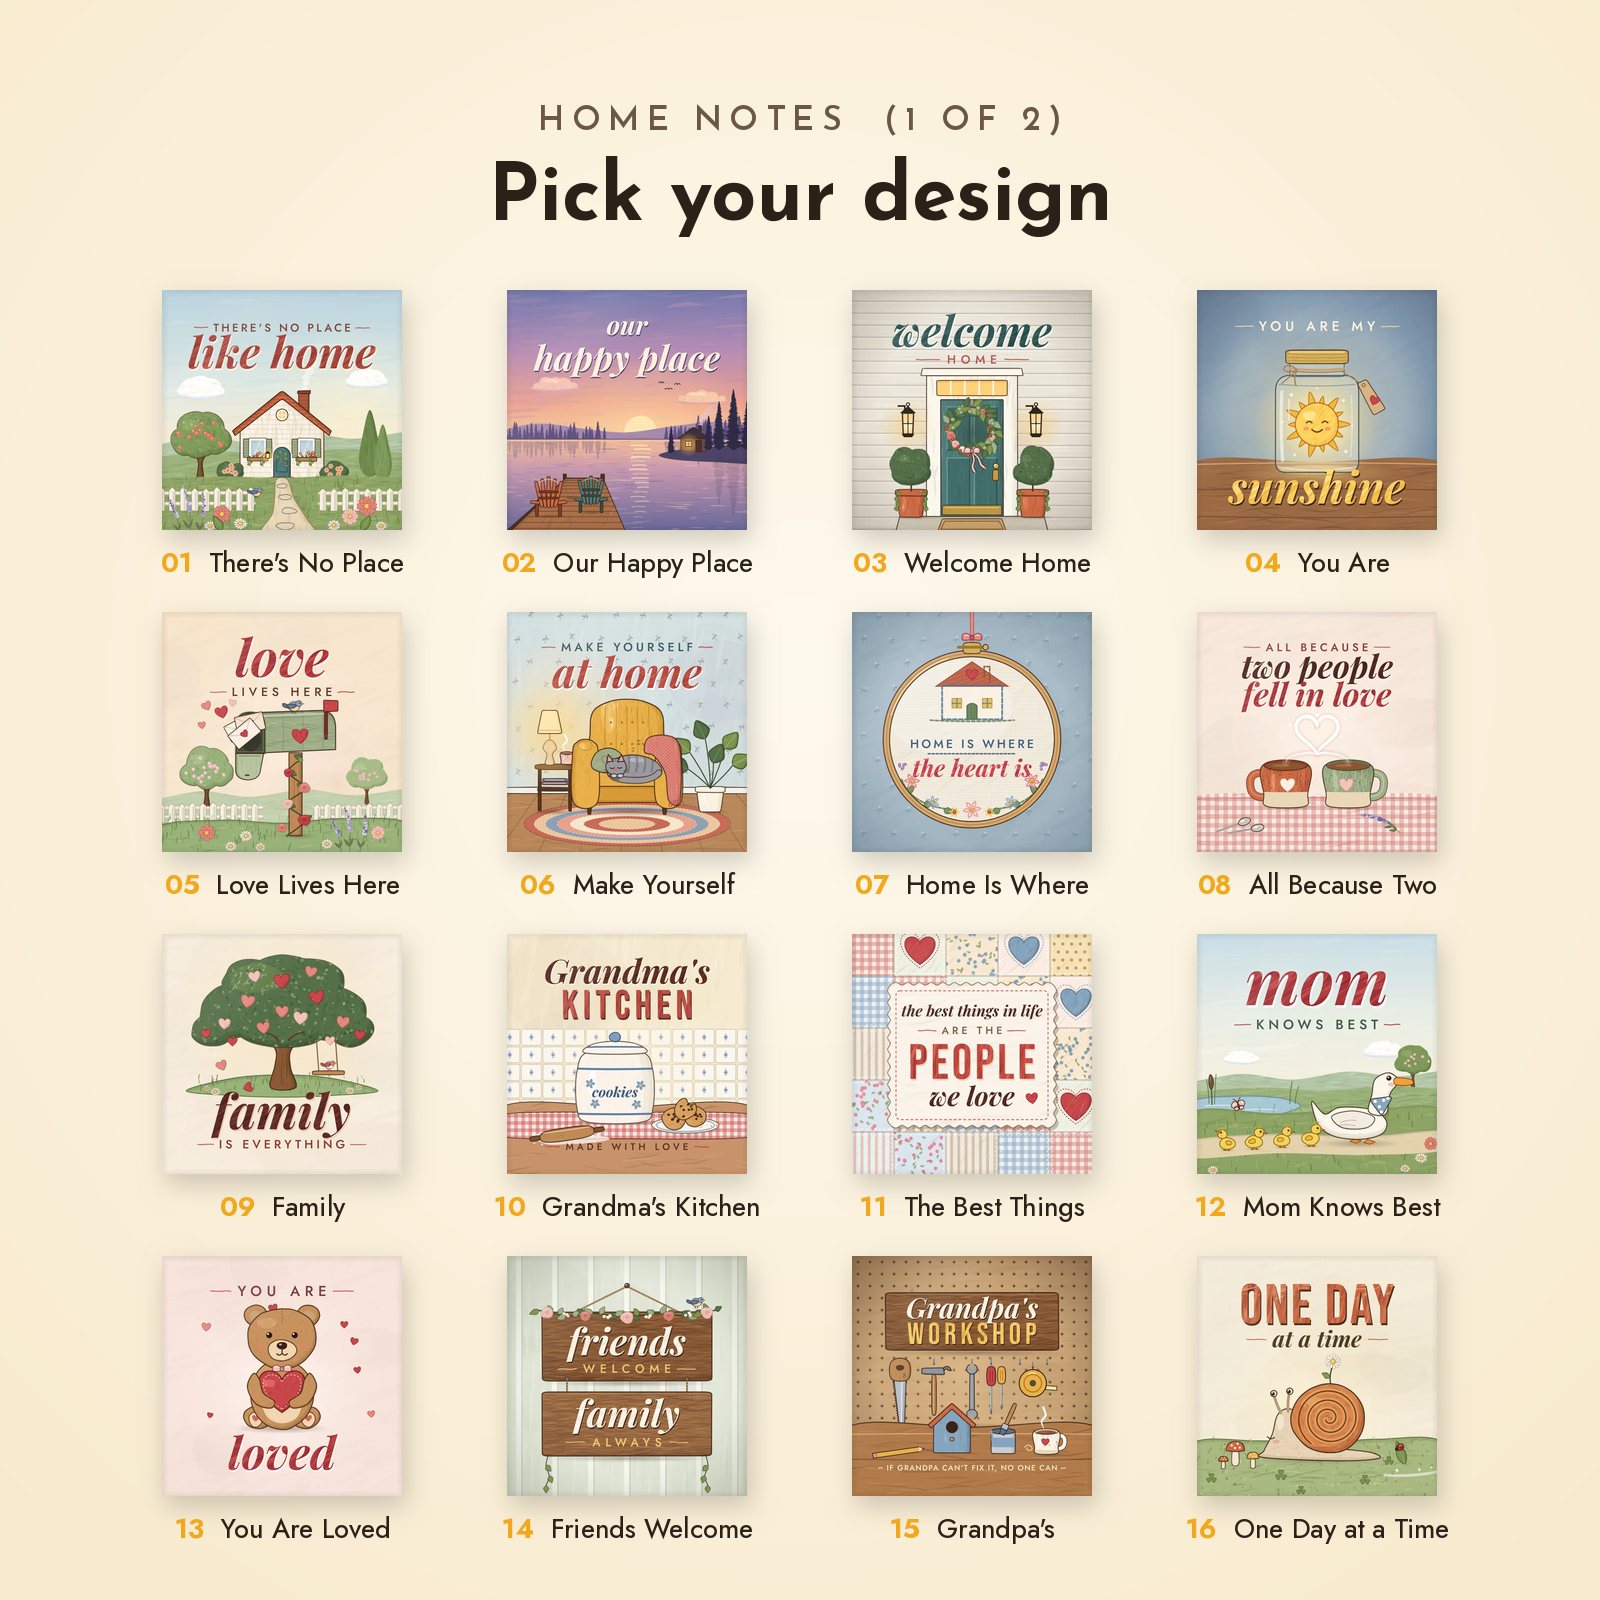 HOME NOTES (1 OF 2)
Pick your design
THERE'S NO PLACE
like home
01 There's No Place
our
happy place
02 Our Happy Place
welcome
HOME
03 Welcome Home
YOU ARE MY
sunshine
04 You Are
love
LIVES HERE
05 Love Lives Here
MAKE YOURSELF
at home
06 Make Yourself
HOME IS WHERE
the heart is
07 Home Is Where
ALL BECAUSE
two people
fell in love
08 All Because Two
family
IS EVERYTHING
09 Family
Grandma's
KITCHEN
cookies
MADE WITH LOVE
10 Grandma's Kitchen
the best things in life
ARE THE
PEOPLE
we love
11 The Best Things
mom
KNOWS BEST
12 Mom Knows Best
YOU ARE
loved
13 You Are Loved
friends
WELCOME
family
ALWAYS
14 Friends Welcome
Grandpa's
WORKSHOP
IF GRANDPA CAN'T FIX IT, NO ONE CAN
15 Grandpa's
ONE DAY
at a time
16 One Day at a Time